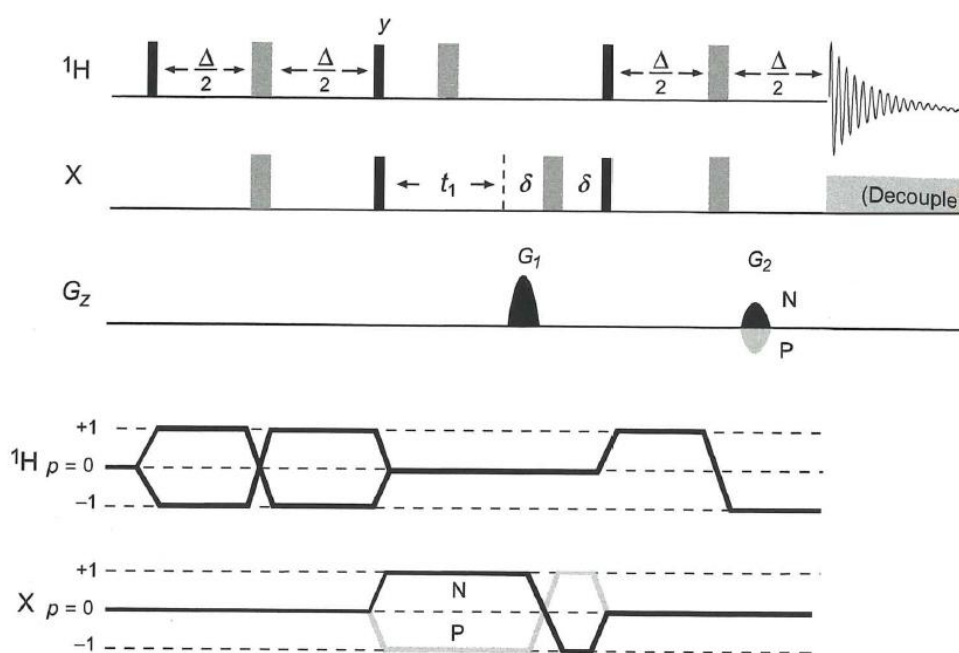 y
¹H Δ/2 Δ/2 Δ/2 Δ/2
X t₁ δ δ (Decouple
G₁ G₂
G_z N
P
+1
¹H p = 0
−1
+1
N
X p = 0
P
−1